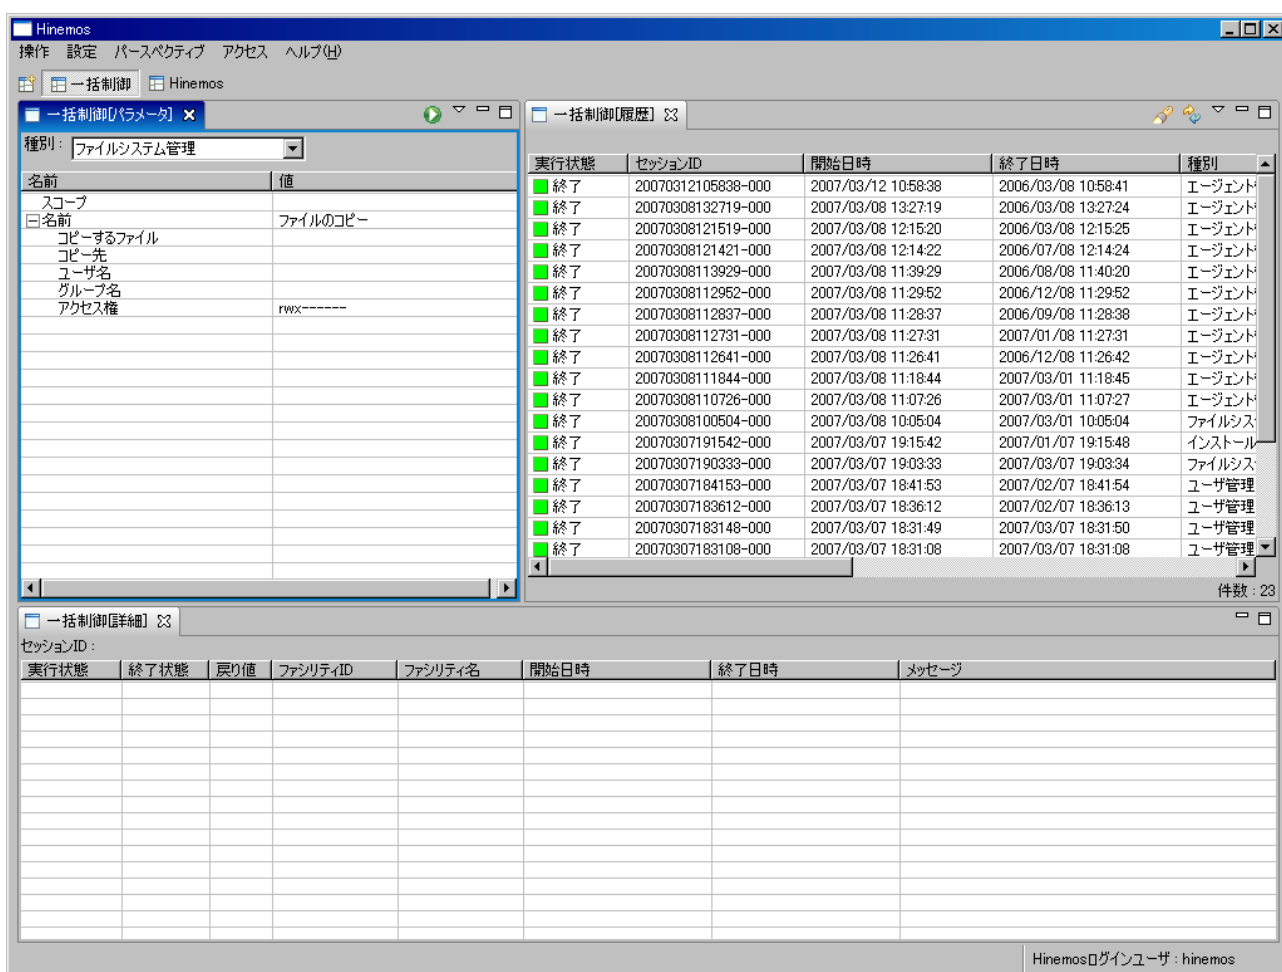 Hinemos
操作 設定 パースペクティブ アクセス ヘルプ(H)
一括制御 Hinemos
一括制御[パラメータ]
種別： ファイルシステム管理
名前 値
スコープ
名前 ファイルのコピー
コピーするファイル
コピー先
ユーザ名
グループ名
アクセス権 rwx------
一括制御[履歴]
実行状態 セッションID 開始日時 終了日時 種別
終了 20070312105838-000 2007/03/12 10:58:38 2006/03/08 10:58:41 エージェント
終了 20070308132719-000 2007/03/08 13:27:19 2006/03/08 13:27:24 エージェント
終了 20070308121519-000 2007/03/08 12:15:20 2006/03/08 12:15:25 エージェント
終了 20070308121421-000 2007/03/08 12:14:22 2006/07/08 12:14:24 エージェント
終了 20070308113929-000 2007/03/08 11:39:29 2006/08/08 11:40:20 エージェント
終了 20070308112952-000 2007/03/08 11:29:52 2006/12/08 11:29:52 エージェント
終了 20070308112837-000 2007/03/08 11:28:37 2006/09/08 11:28:38 エージェント
終了 20070308112731-000 2007/03/08 11:27:31 2007/01/08 11:27:31 エージェント
終了 20070308112641-000 2007/03/08 11:26:41 2006/12/08 11:26:42 エージェント
終了 20070308111844-000 2007/03/08 11:18:44 2007/03/01 11:18:45 エージェント
終了 20070308110726-000 2007/03/08 11:07:26 2007/03/01 11:07:27 エージェント
終了 20070308100504-000 2007/03/08 10:05:04 2007/03/01 10:05:04 ファイルシス
終了 20070307191542-000 2007/03/07 19:15:42 2007/01/07 19:15:48 インストール
終了 20070307190333-000 2007/03/07 19:03:33 2007/03/07 19:03:34 ファイルシス
終了 20070307184153-000 2007/03/07 18:41:53 2007/02/07 18:41:54 ユーザ管理
終了 20070307183612-000 2007/03/07 18:36:12 2007/02/07 18:36:13 ユーザ管理
終了 20070307183148-000 2007/03/07 18:31:49 2007/03/07 18:31:50 ユーザ管理
終了 20070307183108-000 2007/03/07 18:31:08 2007/03/07 18:31:08 ユーザ管理
件数：23
一括制御[詳細]
セッションID：
実行状態 終了状態 戻り値 ファシリティID ファシリティ名 開始日時 終了日時 メッセージ
Hinemosログインユーザ：hinemos